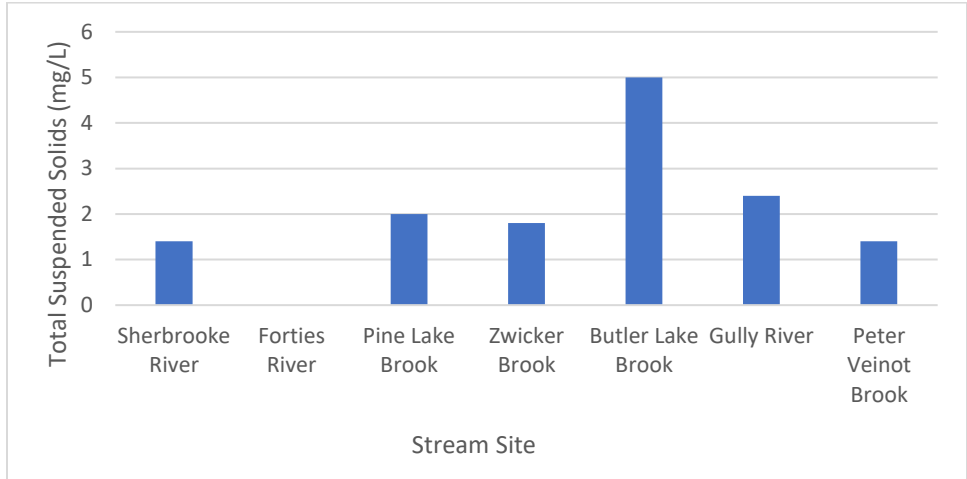 Total Suspended Solids (mg/L)
6
5
4
3
2
1
0
Sherbrooke River
Forties River
Pine Lake Brook
Zwicker Brook
Butler Lake Brook
Gully River
Peter Veinot Brook
Stream Site